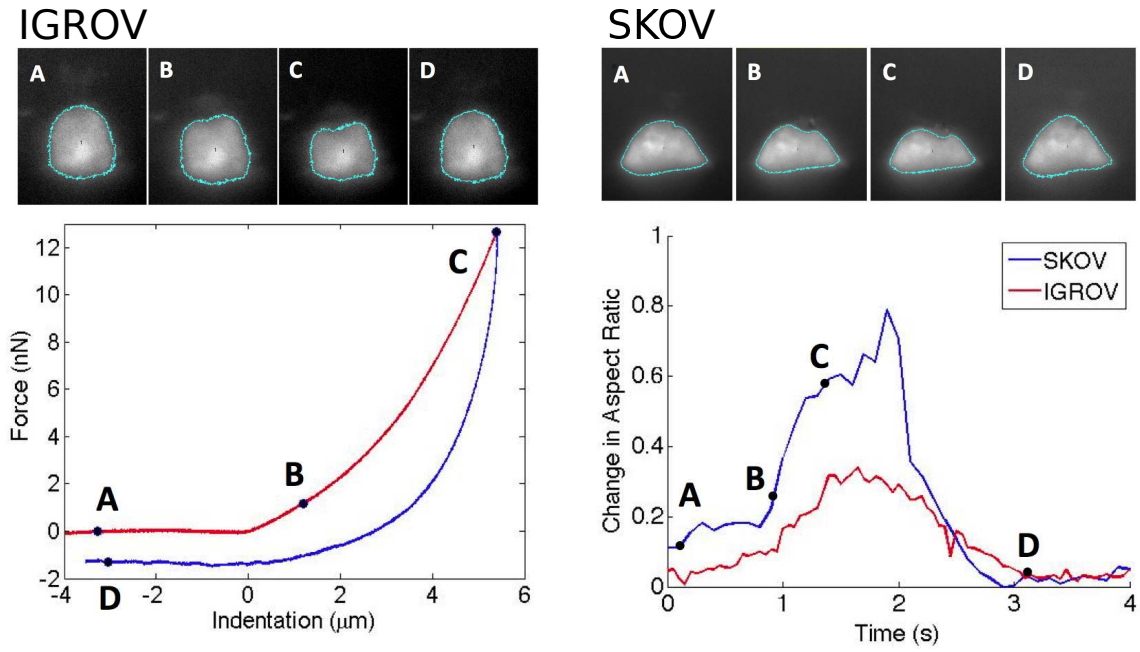 IGROV
SKOV
A B C D
A B C D
12
10
8
6
4
2
0
-2
Force (nN)
A
B
C
D
-4 -2 0 2 4 6
Indentation (μm)
1
0.8
0.6
0.4
0.2
0
Change in Aspect Ratio
SKOV
IGROV
A
B
C
D
0 1 2 3 4
Time (s)